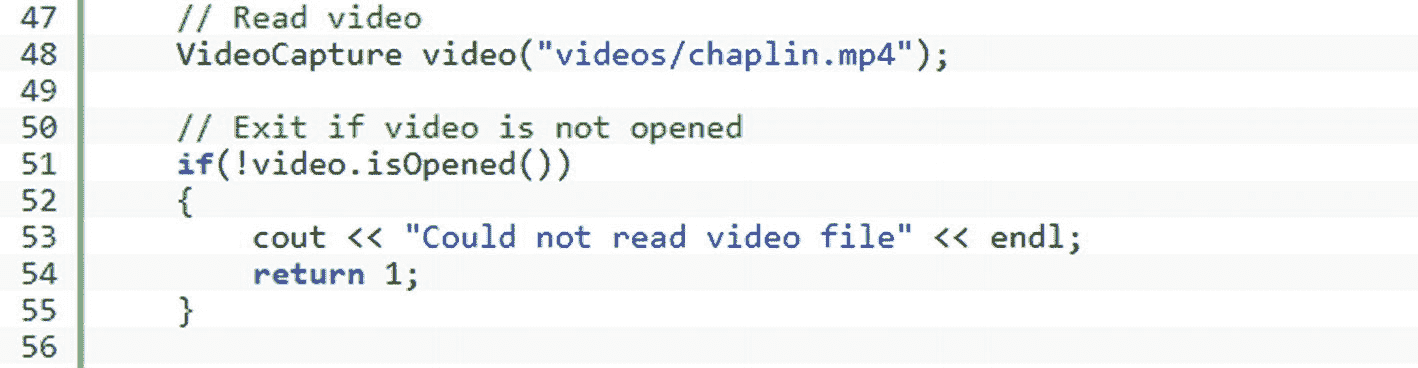 47 // Read video
48 VideoCapture video("videos/chaplin.mp4");
49
50 // Exit if video is not opened
51 if(!video.isOpened())
52 {
53 cout << "Could not read video file" << endl;
54 return 1;
55 }
56